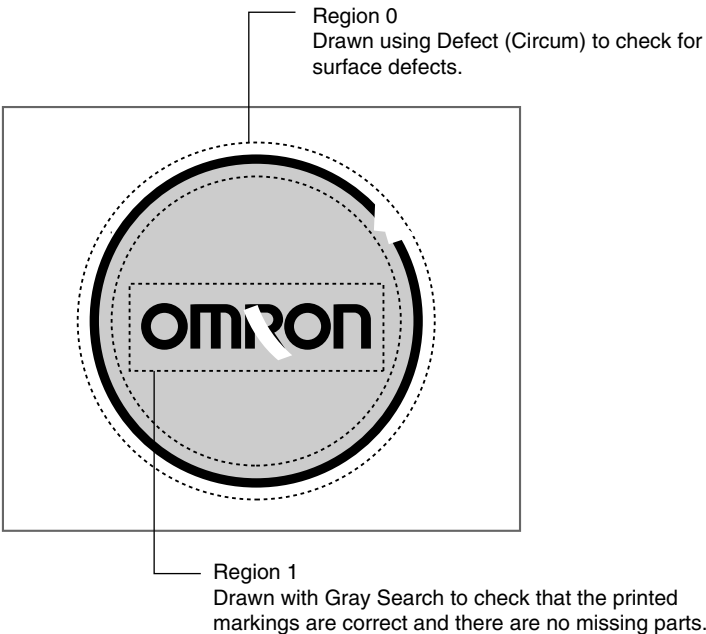 Region 0
Drawn using Defect (Circum) to check for
surface defects.
OMRON
Region 1
Drawn with Gray Search to check that the printed
markings are correct and there are no missing parts.